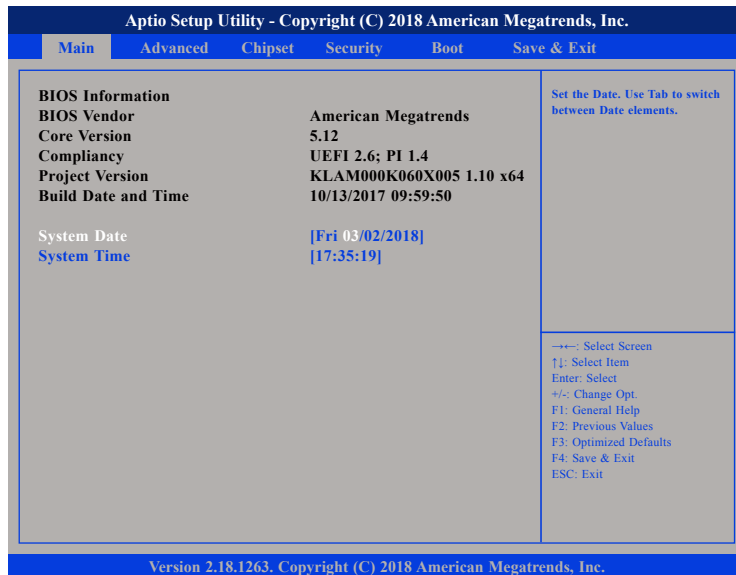 Aptio Setup Utility - Copyright (C) 2018 American Megatrends, Inc.
Main Advanced Chipset Security Boot Save & Exit
BIOS Information
BIOS Vendor American Megatrends
Core Version 5.12
Compliancy UEFI 2.6; PI 1.4
Project Version KLAM000K060X005 1.10 x64
Build Date and Time 10/13/2017 09:59:50
System Date [Fri 03/02/2018]
System Time [17:35:19]
Set the Date. Use Tab to switch
between Date elements.
→←: Select Screen
↑↓: Select Item
Enter: Select
+/-: Change Opt.
F1: General Help
F2: Previous Values
F3: Optimized Defaults
F4: Save & Exit
ESC: Exit
Version 2.18.1263. Copyright (C) 2018 American Megatrends, Inc.